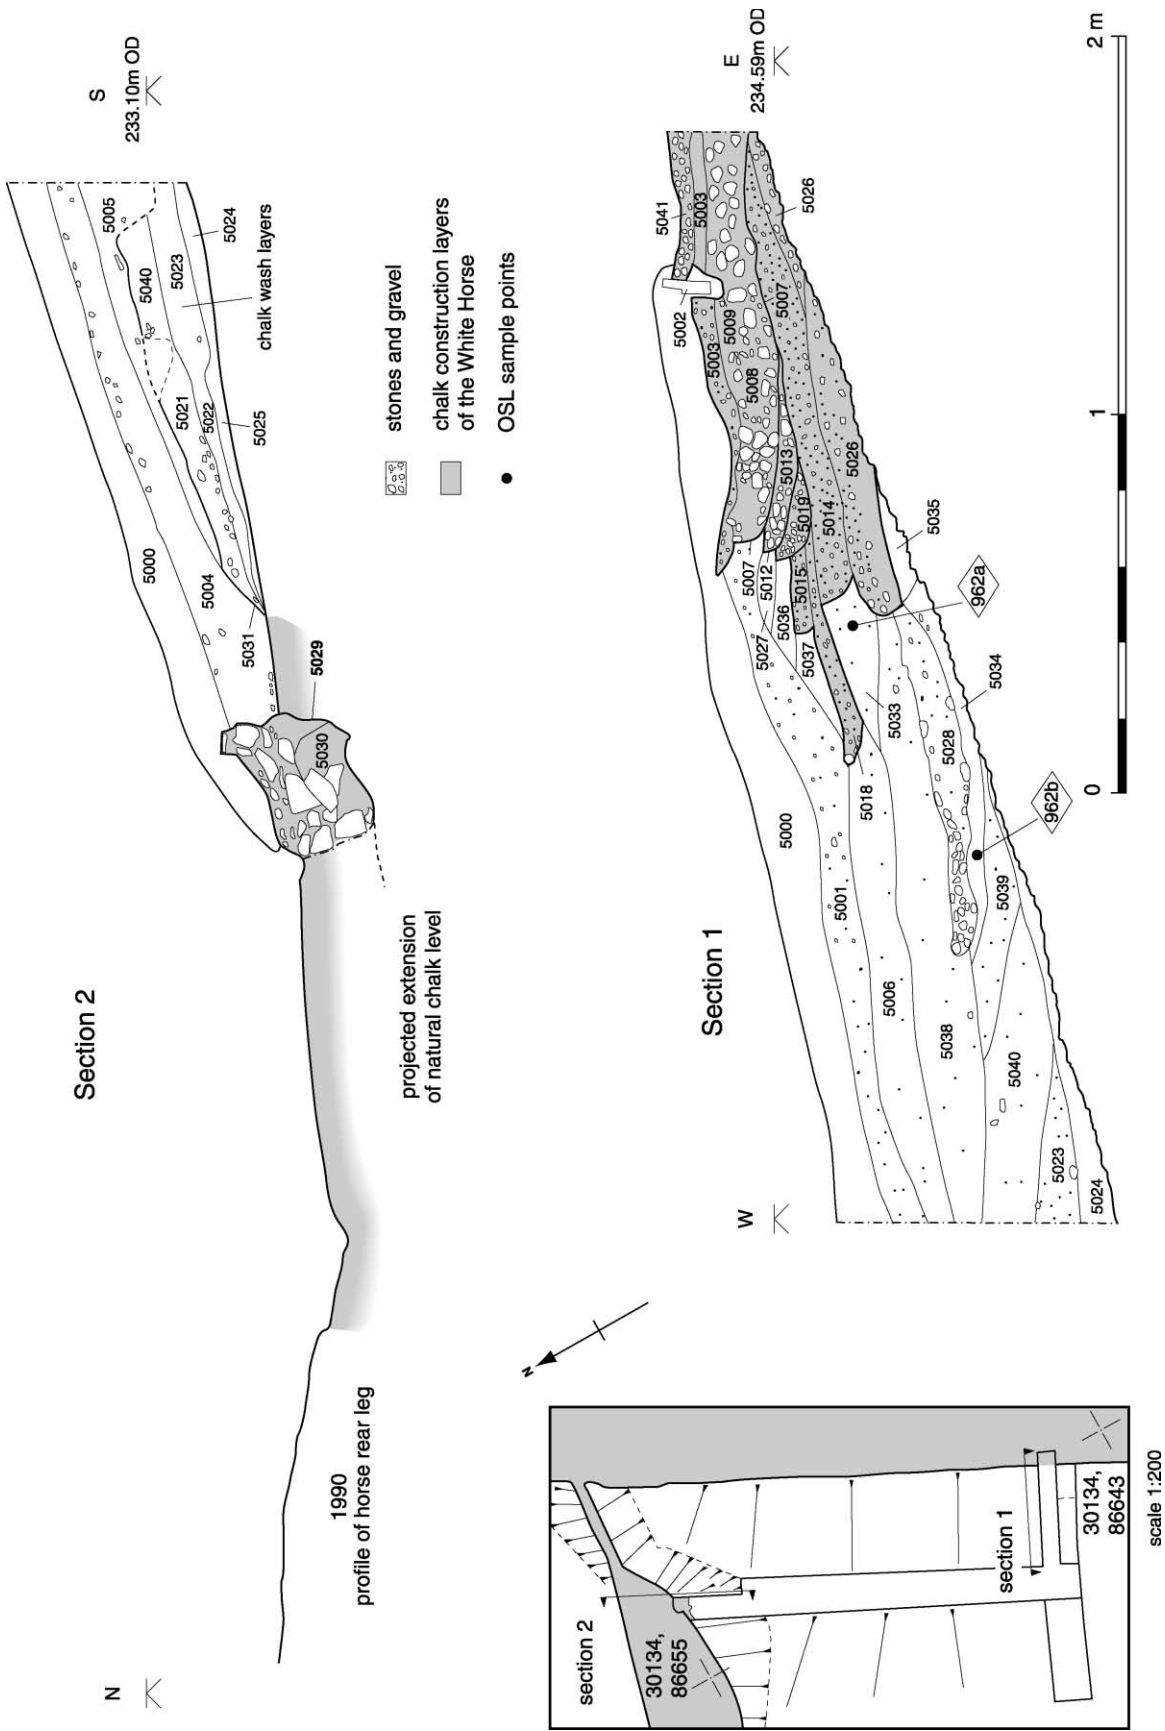 Section 2
N
S
233.10m OD
5000
5004
5005
5040
5023
5024
5021
5022
5025
5031
5029
5030
chalk wash layers
1990
profile of horse rear leg
projected extension
of natural chalk level
stones and gravel
chalk construction layers
of the White Horse
OSL sample points
Section 1
W
E
234.59m OD
5041
5003
5026
5002
5003
5009
5007
5008
5013
5019
5014
5026
5035
5007
5012
5015
5027
5036
5037
962a
5033
5034
5028
5018
962b
5000
5001
5039
5006
5038
5040
5023
5024
0
1
2 m
N
section 2
30134,
86655
section 1
30134,
86643
scale 1:200